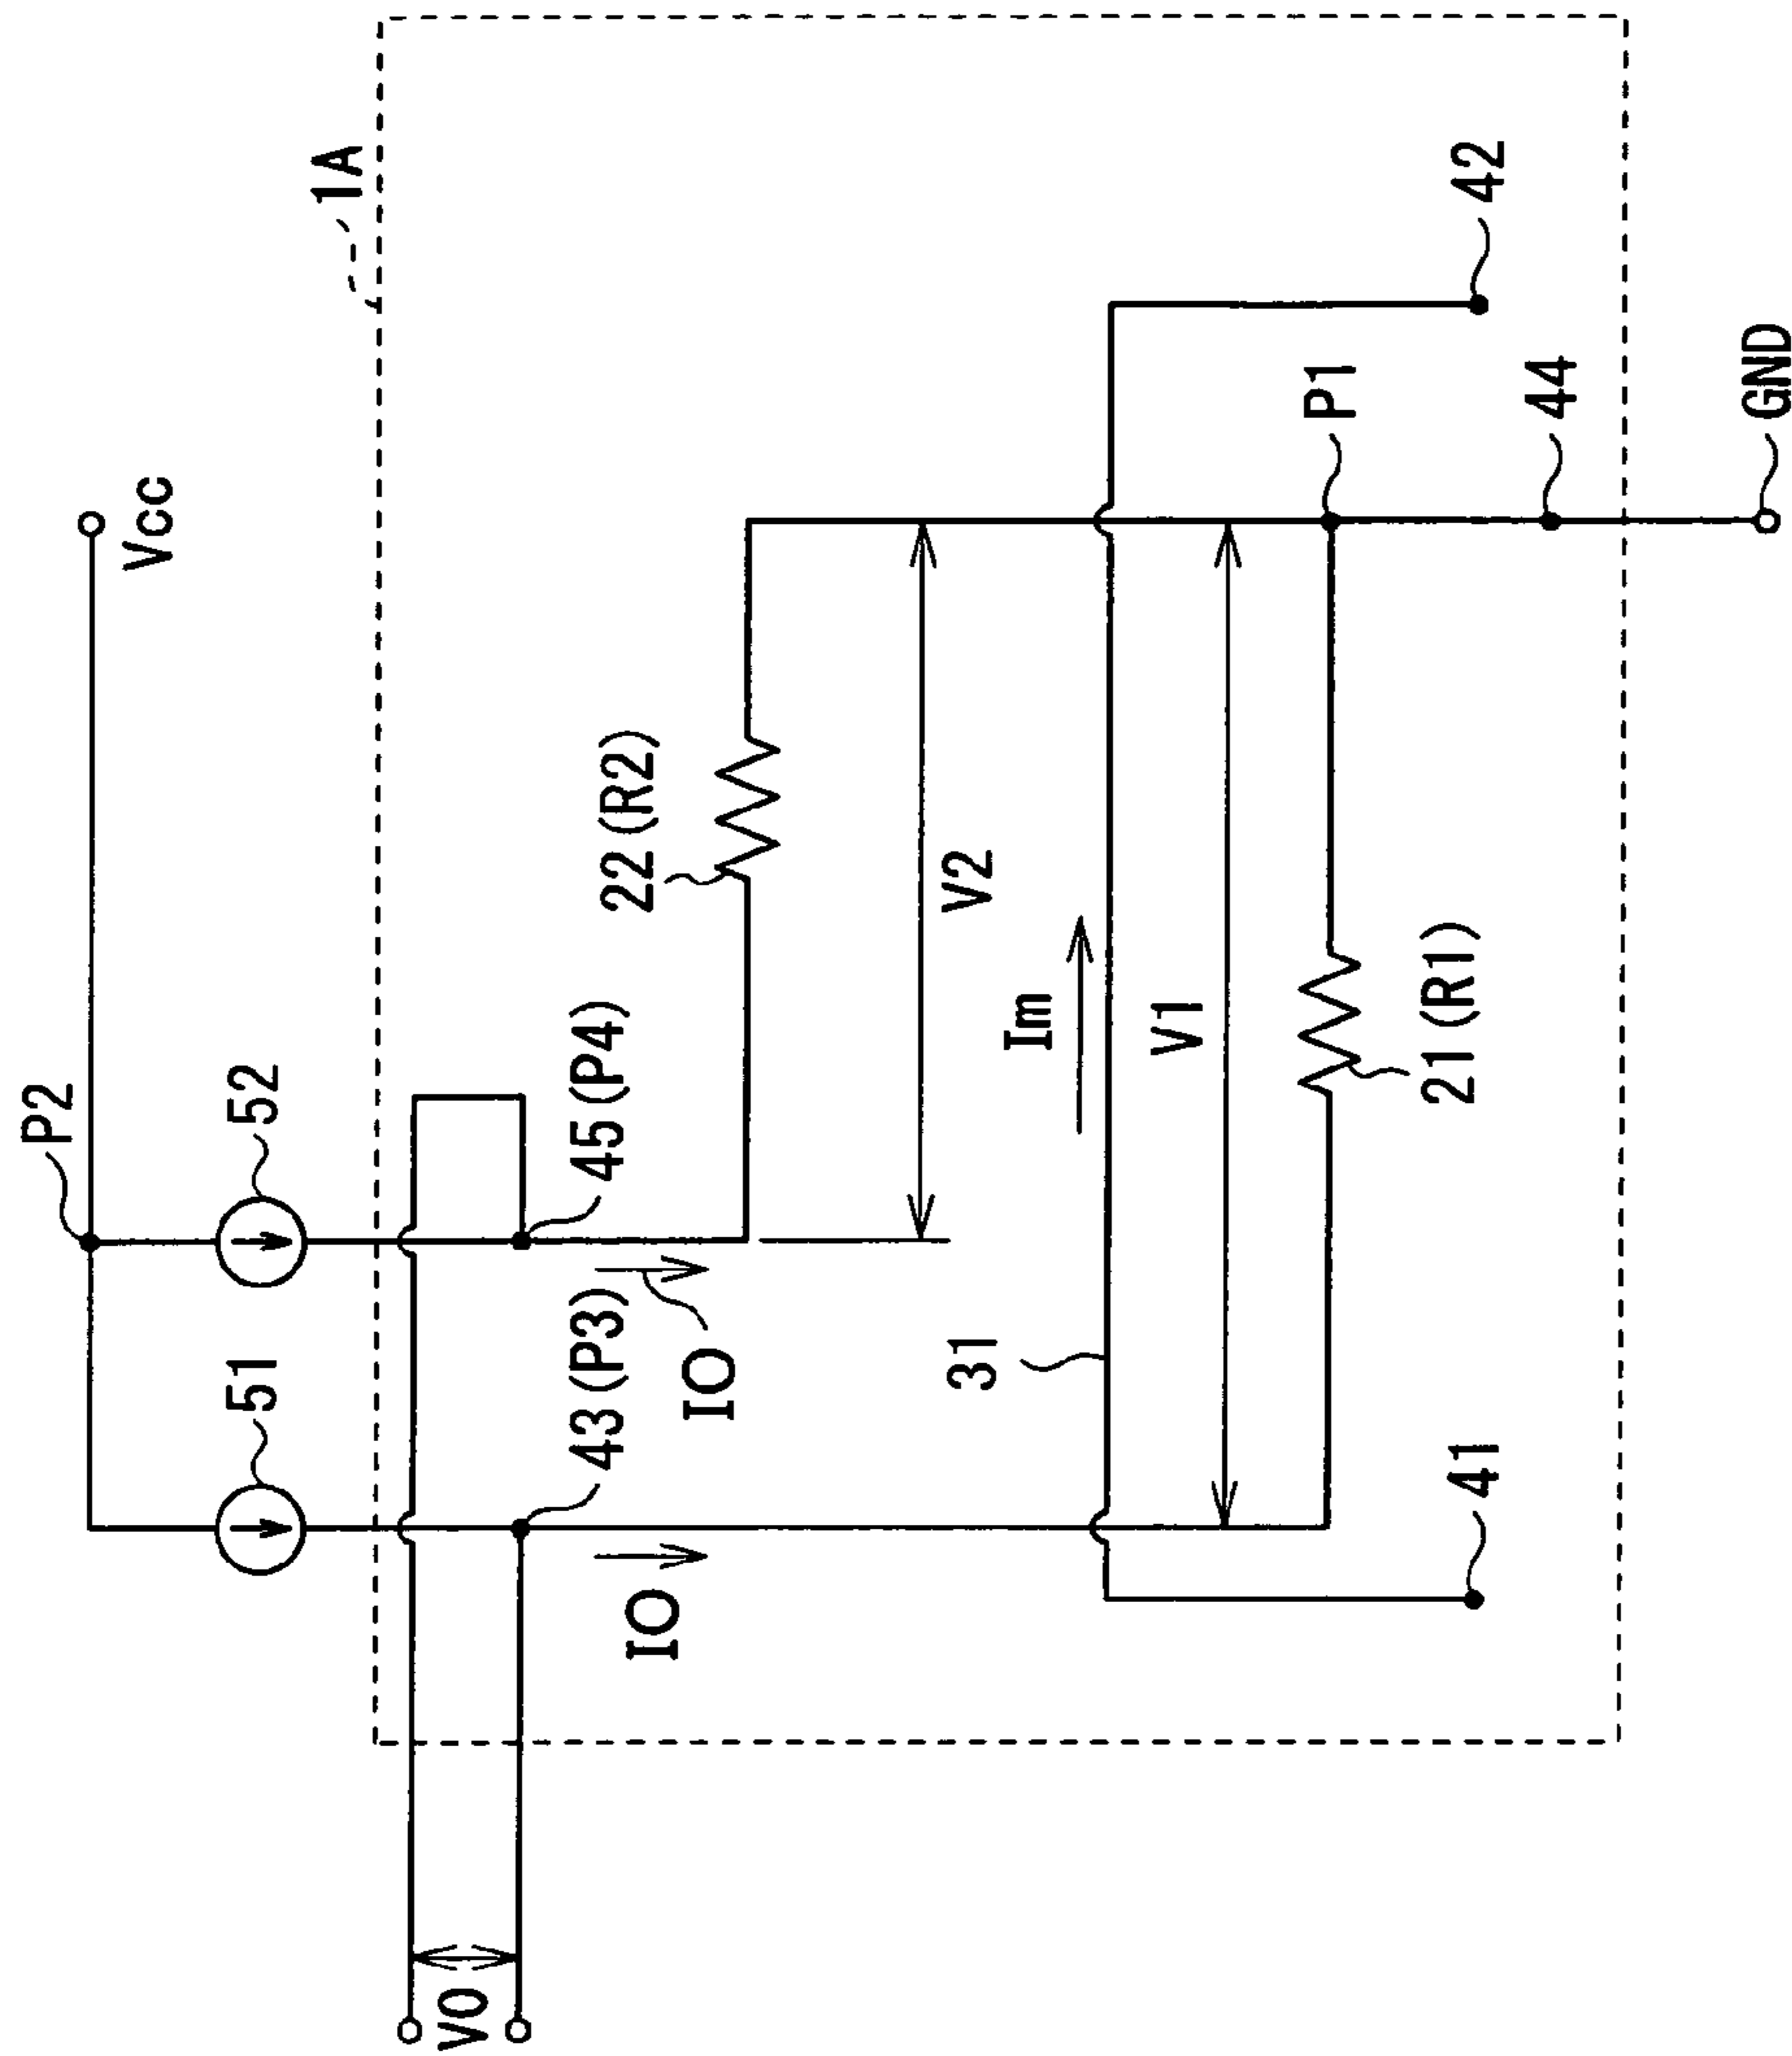 P2
Vcc
51
52
1A
V0
43(P3)
45(P4)
22(R2)
IO
IO
31
V2
Im
V1
P1
21(R1)
41
42
44
GND